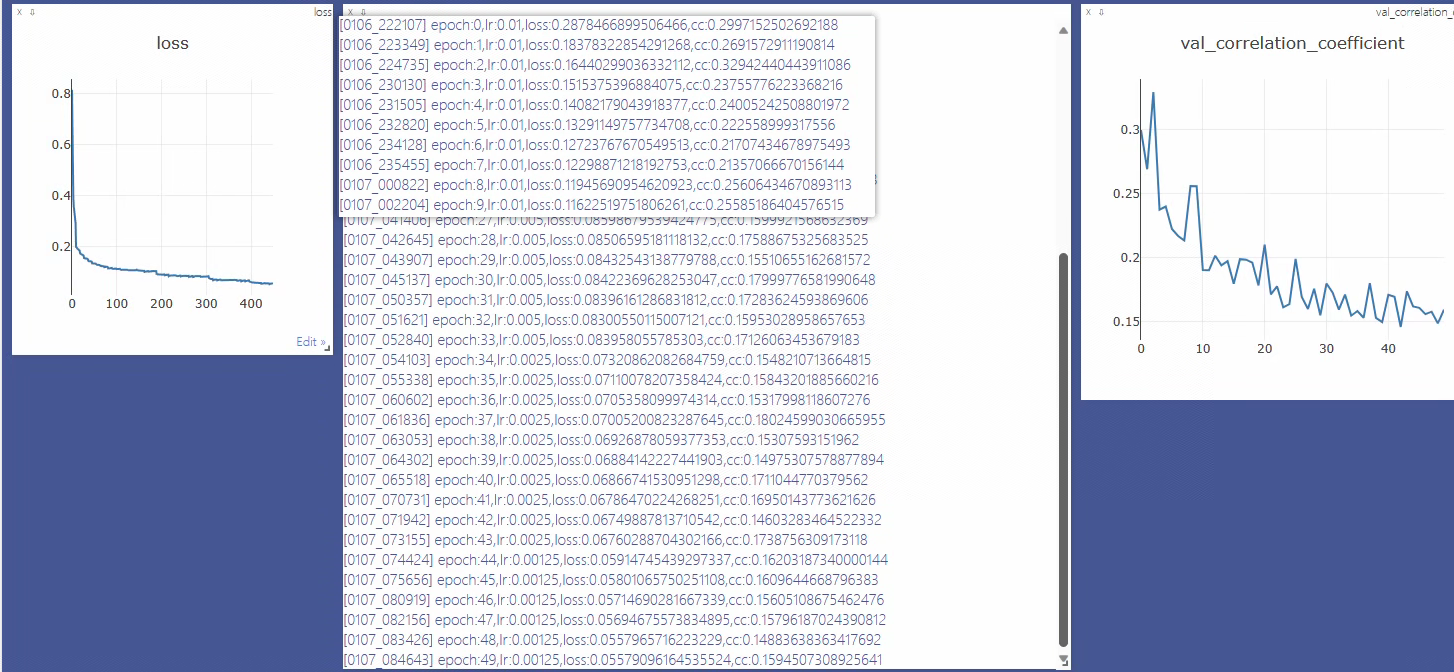 loss
loss
0.8
0.6
0.4
0.2
0 100 200 300 400
Edit »
[0106_222107] epoch:0,lr:0.01,loss:0.2878466899506466,cc:0.2997152502692188
[0106_223349] epoch:1,lr:0.01,loss:0.18378322854291268,cc:0.2691572911190814
[0106_224735] epoch:2,lr:0.01,loss:0.16440299036332112,cc:0.32942440443911086
[0106_230130] epoch:3,lr:0.01,loss:0.1515375396884075,cc:0.23755776223368216
[0106_231505] epoch:4,lr:0.01,loss:0.14082179043918377,cc:0.24005242508801972
[0106_232820] epoch:5,lr:0.01,loss:0.13291149757734708,cc:0.222558999317556
[0106_234128] epoch:6,lr:0.01,loss:0.12723767670549513,cc:0.21707434678975493
[0106_235455] epoch:7,lr:0.01,loss:0.12298871218192753,cc:0.21357066670156144
[0107_000822] epoch:8,lr:0.01,loss:0.11945690954620923,cc:0.25606434670893113
[0107_002204] epoch:9,lr:0.01,loss:0.11622519751806261,cc:0.25585186404576515
[0107_041406] epoch:27,lr:0.005,loss:0.08598679539424775,cc:0.1599921568632369
[0107_042645] epoch:28,lr:0.005,loss:0.08506595181118132,cc:0.17588675325683525
[0107_043907] epoch:29,lr:0.005,loss:0.08432543138779788,cc:0.15510655162681572
[0107_045137] epoch:30,lr:0.005,loss:0.08422369628253047,cc:0.17999776581990648
[0107_050357] epoch:31,lr:0.005,loss:0.08396161286831812,cc:0.17283624593869606
[0107_051621] epoch:32,lr:0.005,loss:0.08300550115007121,cc:0.15953028958657653
[0107_052840] epoch:33,lr:0.005,loss:0.083958055785303,cc:0.17126063453679183
[0107_054103] epoch:34,lr:0.0025,loss:0.07320862082684759,cc:0.1548210713664815
[0107_055338] epoch:35,lr:0.0025,loss:0.07110078207358424,cc:0.15843201885660216
[0107_060602] epoch:36,lr:0.0025,loss:0.0705358099974314,cc:0.15317998118607276
[0107_061836] epoch:37,lr:0.0025,loss:0.07005200823287645,cc:0.18024599030665955
[0107_063053] epoch:38,lr:0.0025,loss:0.06926878059377353,cc:0.15307593151962
[0107_064302] epoch:39,lr:0.0025,loss:0.06884142227441903,cc:0.14975307578877894
[0107_065518] epoch:40,lr:0.0025,loss:0.06866741530951298,cc:0.1711044770379562
[0107_070731] epoch:41,lr:0.0025,loss:0.06786470224268251,cc:0.16950143773621626
[0107_071942] epoch:42,lr:0.0025,loss:0.06749887813710542,cc:0.14603283464522332
[0107_073155] epoch:43,lr:0.0025,loss:0.06760288704302166,cc:0.1738756309173118
[0107_074424] epoch:44,lr:0.00125,loss:0.05914745439297337,cc:0.16203187340000144
[0107_075656] epoch:45,lr:0.00125,loss:0.05801065750251108,cc:0.1609644668796383
[0107_080919] epoch:46,lr:0.00125,loss:0.05714690281667339,cc:0.15605108675462476
[0107_082156] epoch:47,lr:0.00125,loss:0.05694675573834895,cc:0.15796187024390812
[0107_083426] epoch:48,lr:0.00125,loss:0.0557965716223229,cc:0.14883638363417692
[0107_084643] epoch:49,lr:0.00125,loss:0.05579096164535524,cc:0.1594507308925641
val_correlation_
val_correlation_coefficient
0.3
0.25
0.2
0.15
0 10 20 30 40